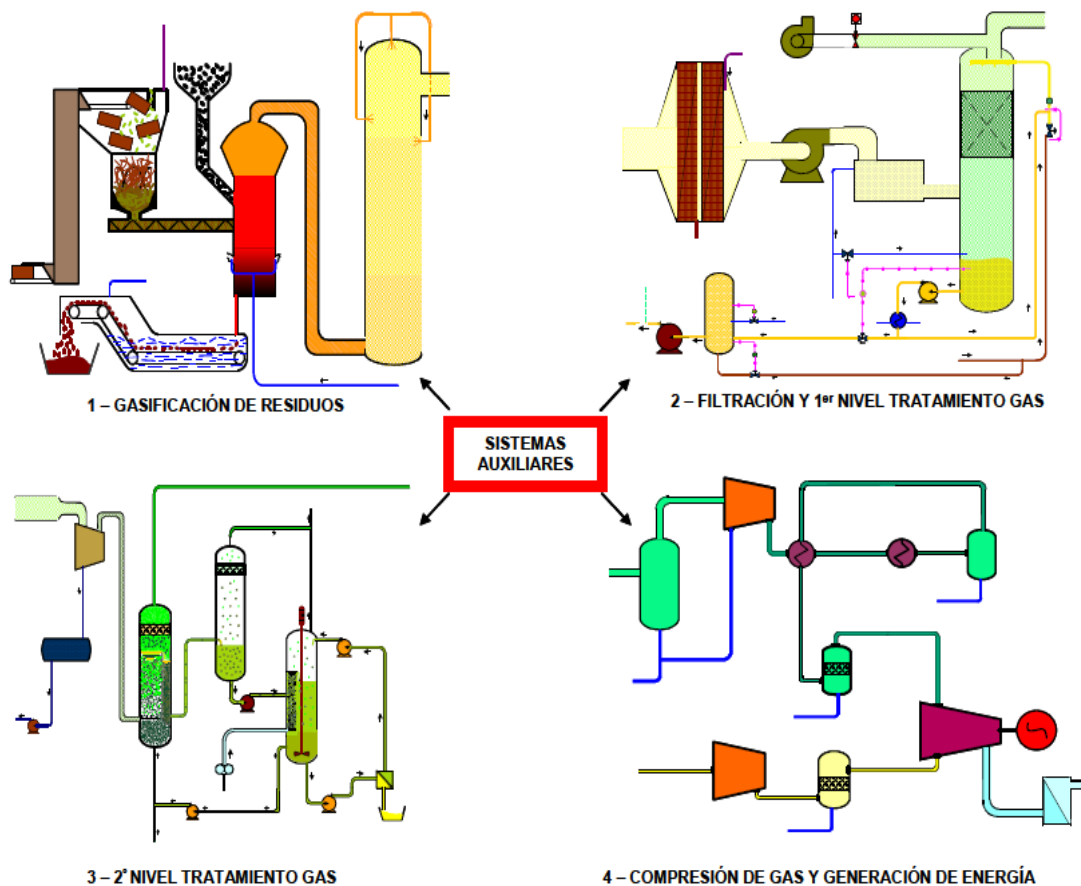 1 – GASIFICACIÓN DE RESIDUOS
2 – FILTRACIÓN Y 1er NIVEL TRATAMIENTO GAS
SISTEMAS
AUXILIARES
3 – 2º NIVEL TRATAMIENTO GAS
4 – COMPRESIÓN DE GAS Y GENERACIÓN DE ENERGÍA